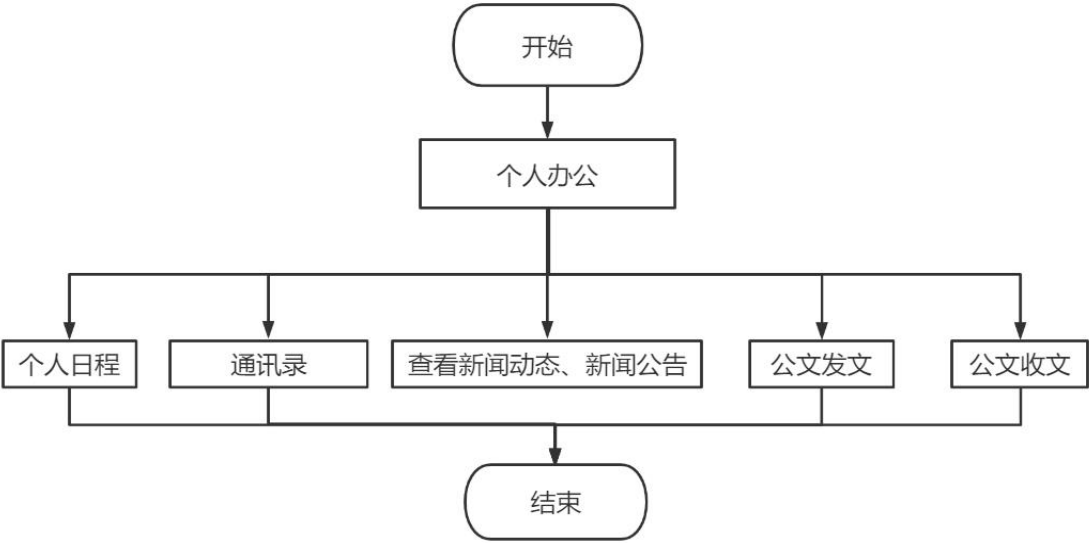 开始
个人办公
个人日程
通讯录
查看新闻动态、新闻公告
公文发文
公文收文
结束